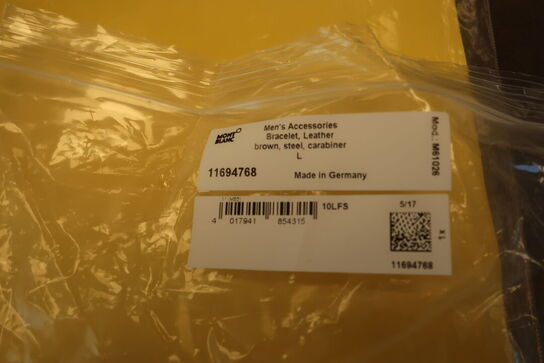 MONT
BLANC
Men's Accessories
Bracelet, Leather
brown, steel, carabiner
L
11694768
Made in Germany
Mod.: M61026
10LFS
4 017941 854315
5/17
1x
11694768